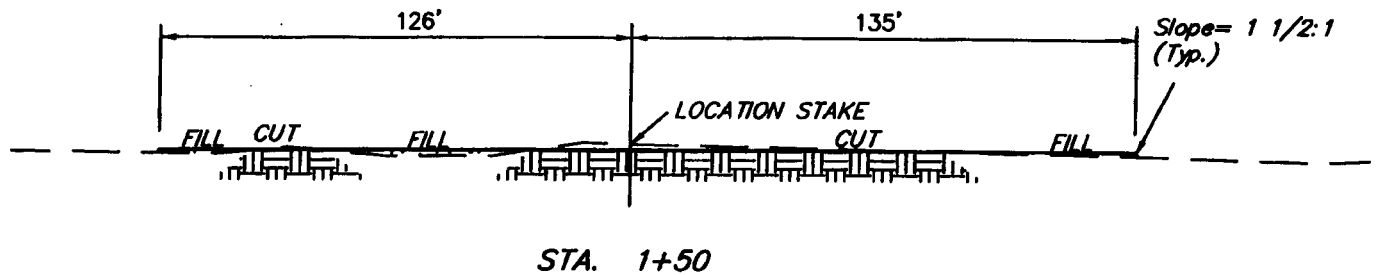 126'
135'
Slope= 1 1/2:1
(Typ.)
LOCATION STAKE
FILL
CUT
FILL
CUT
FILL
STA. 1+50